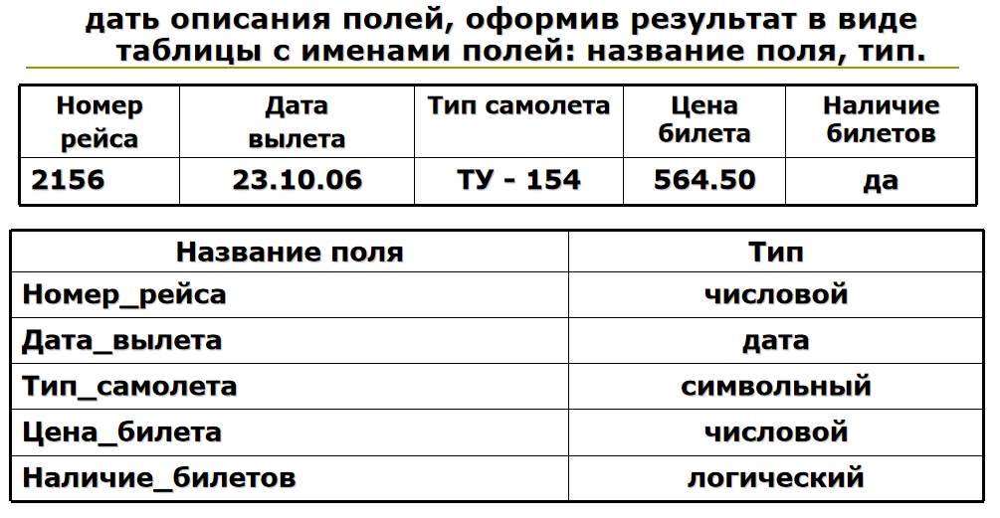 дать описания полей, оформив результат в виде
таблицы с именами полей: название поля, тип.
Номер рейса Дата вылета Тип самолета Цена билета Наличие билетов
2156 23.10.06 ТУ - 154 564.50 да
Название поля Тип
Номер_рейса числовой
Дата_вылета дата
Тип_самолета символьный
Цена_билета числовой
Наличие_билетов логический